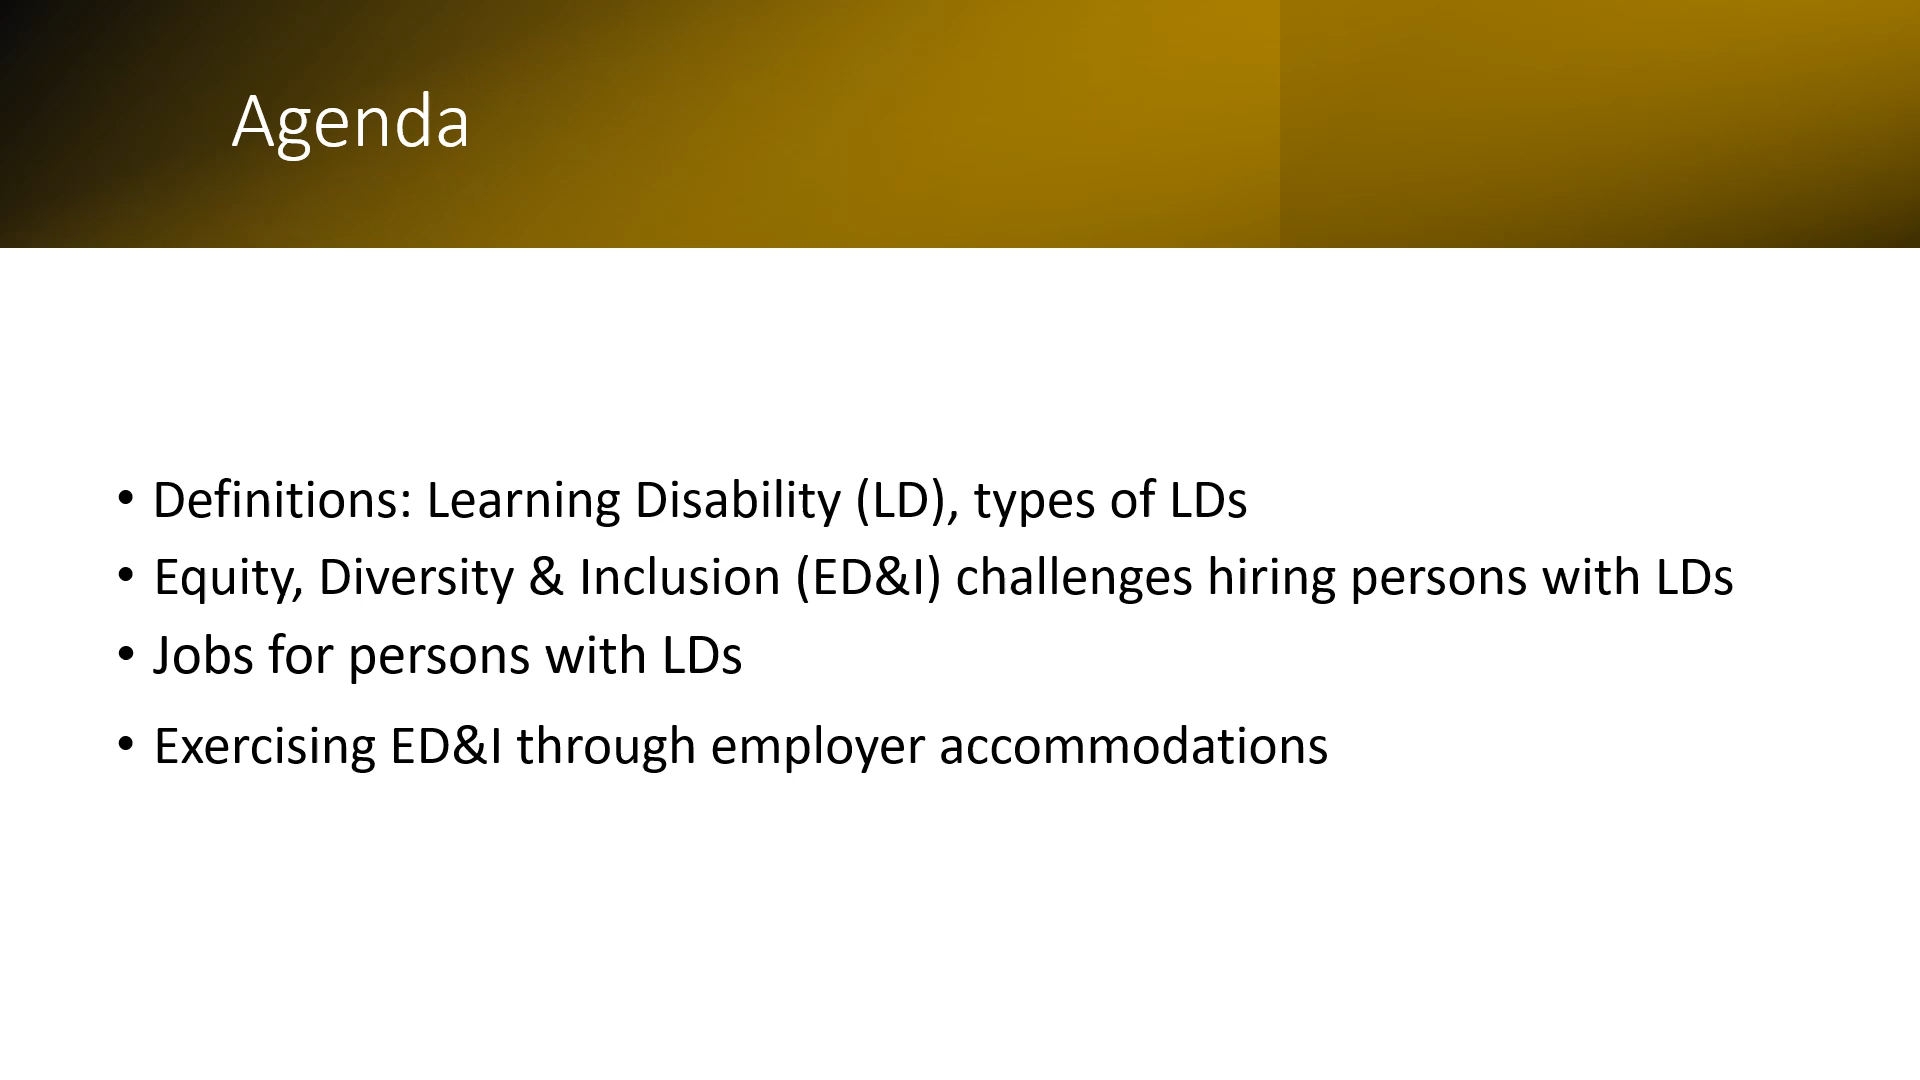 Agenda
• Definitions: Learning Disability (LD), types of LDs
• Equity, Diversity & Inclusion (ED&I) challenges hiring persons with LDs
• Jobs for persons with LDs
• Exercising ED&I through employer accommodations